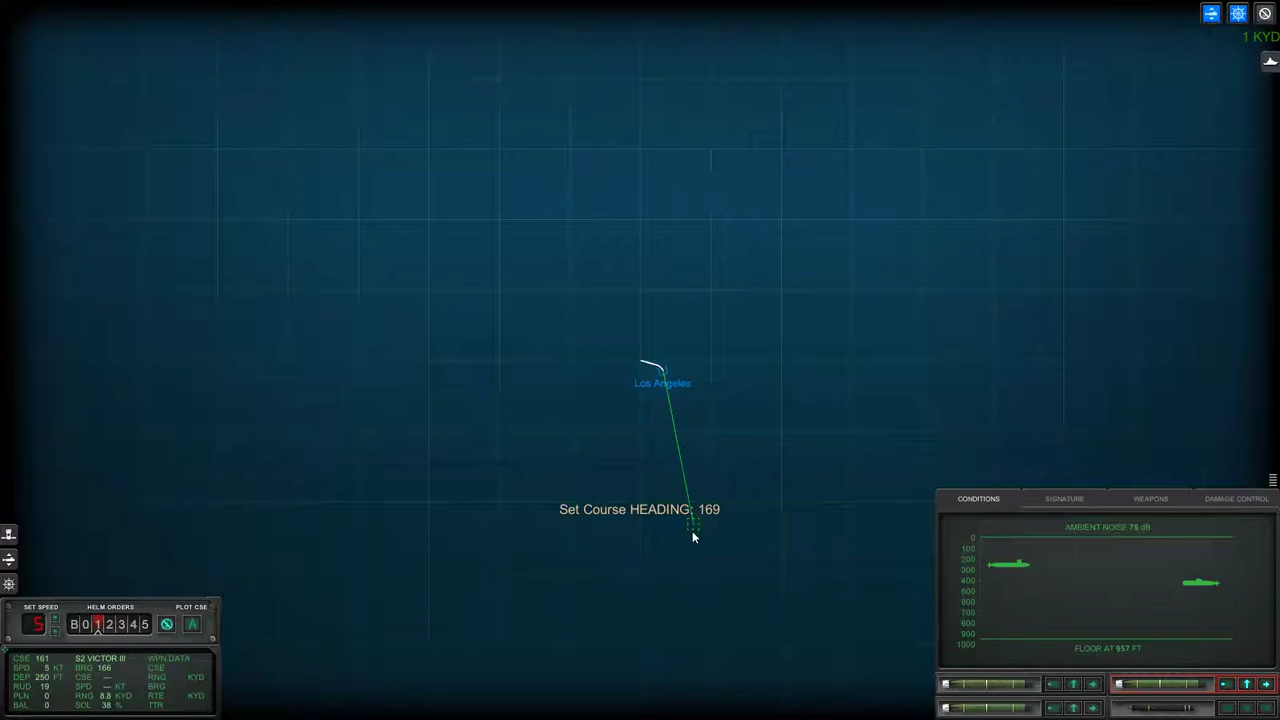 1 KYD
Los Angeles
Set Course HEADING: 169
CONDITIONS SIGNATURE WEAPONS DAMAGE CONTROL
AMBIENT NOISE 75 dB
0
100
200
300
400
500
600
700
800
900
1000
FLOOR AT 957 FT
SET SPEED HELM ORDERS PLOT CSE
5 B 0 1 2 3 4 5 A
CSE 161 S2 VICTOR III WPN DATA
SPD 5 KT BRG 166 CSE
DEP 250 FT CSE --- RNG KYD
RUD 19 SPD --- KT BRG
PLN 0 RNG 8.8 KYD RTE KYD
BAL 0 SOL 38 % TTR